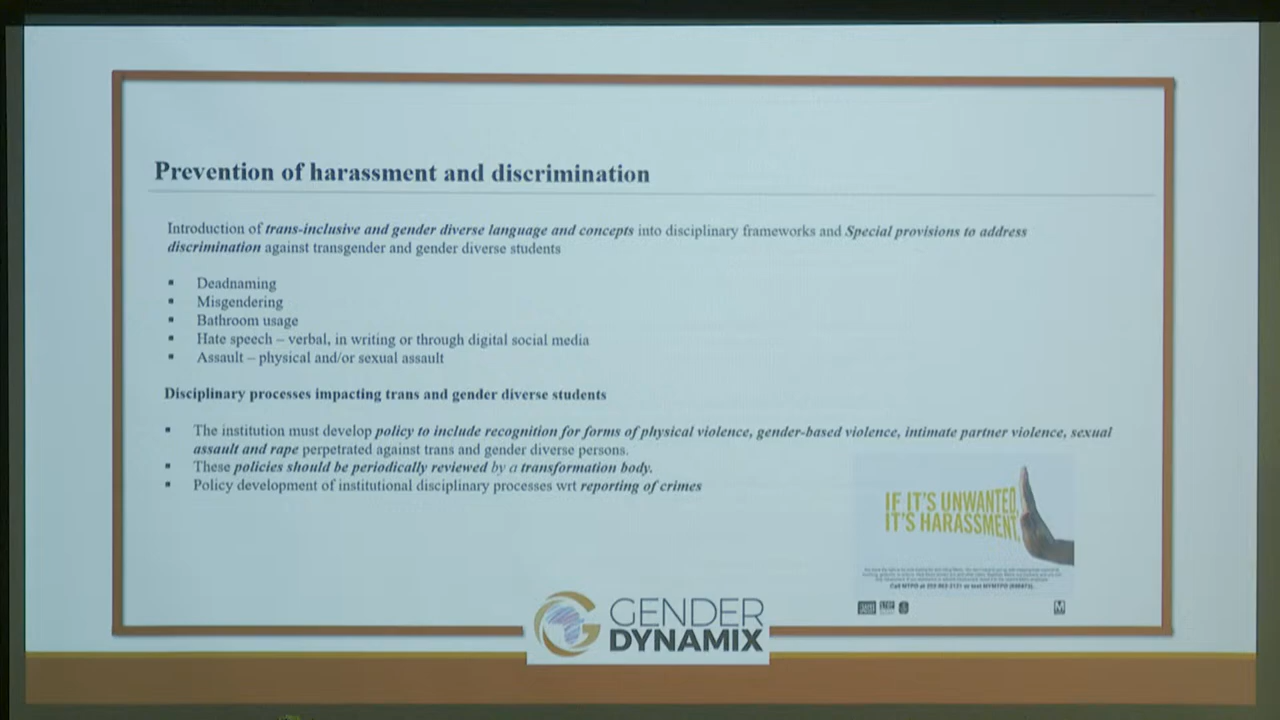 Prevention of harassment and discrimination
Introduction of trans-inclusive and gender diverse language and concepts into disciplinary frameworks and Special provisions to address
discrimination against transgender and gender diverse students
▪ Deadnaming
▪ Misgendering
▪ Bathroom usage
▪ Hate speech – verbal, in writing or through digital social media
▪ Assault – physical and/or sexual assault
Disciplinary processes impacting trans and gender diverse students
▪ The institution must develop policy to include recognition for forms of physical violence, gender-based violence, intimate partner violence, sexual
assault and rape perpetrated against trans and gender diverse persons.
▪ These policies should be periodically reviewed by a transformation body.
▪ Policy development of institutional disciplinary processes wrt reporting of crimes
IF IT'S UNWANTED,
IT'S HARASSMENT.
M
GENDER
DYNAMIX